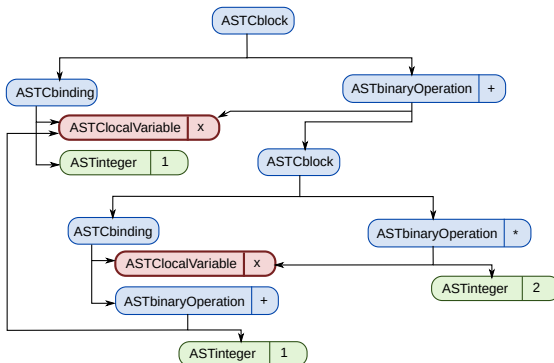 ASTCblock
ASTCbinding
ASTbinaryOperation +
ASTClocalVariable x
ASTinteger 1
ASTCblock
ASTCbinding
ASTbinaryOperation *
ASTClocalVariable x
ASTinteger 2
ASTbinaryOperation +
ASTinteger 1